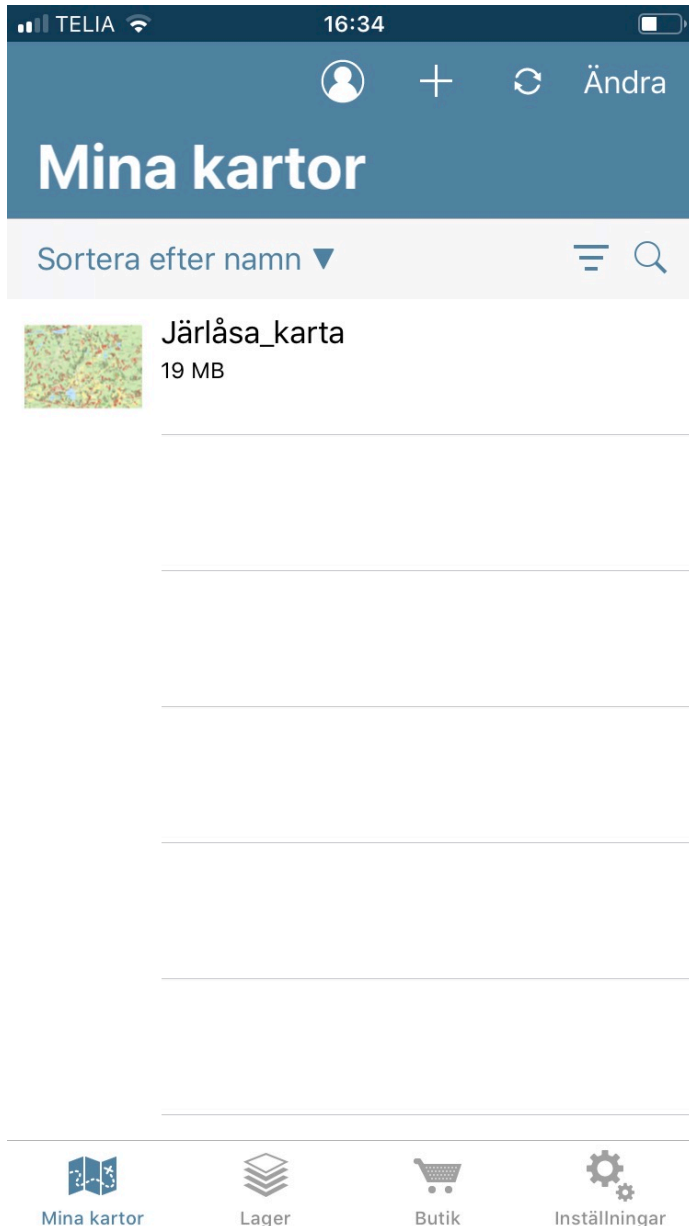 TELIA 16:34
Ändra
Mina kartor
Sortera efter namn ▼
Järlåsa_karta
19 MB
Mina kartor Lager Butik Inställningar